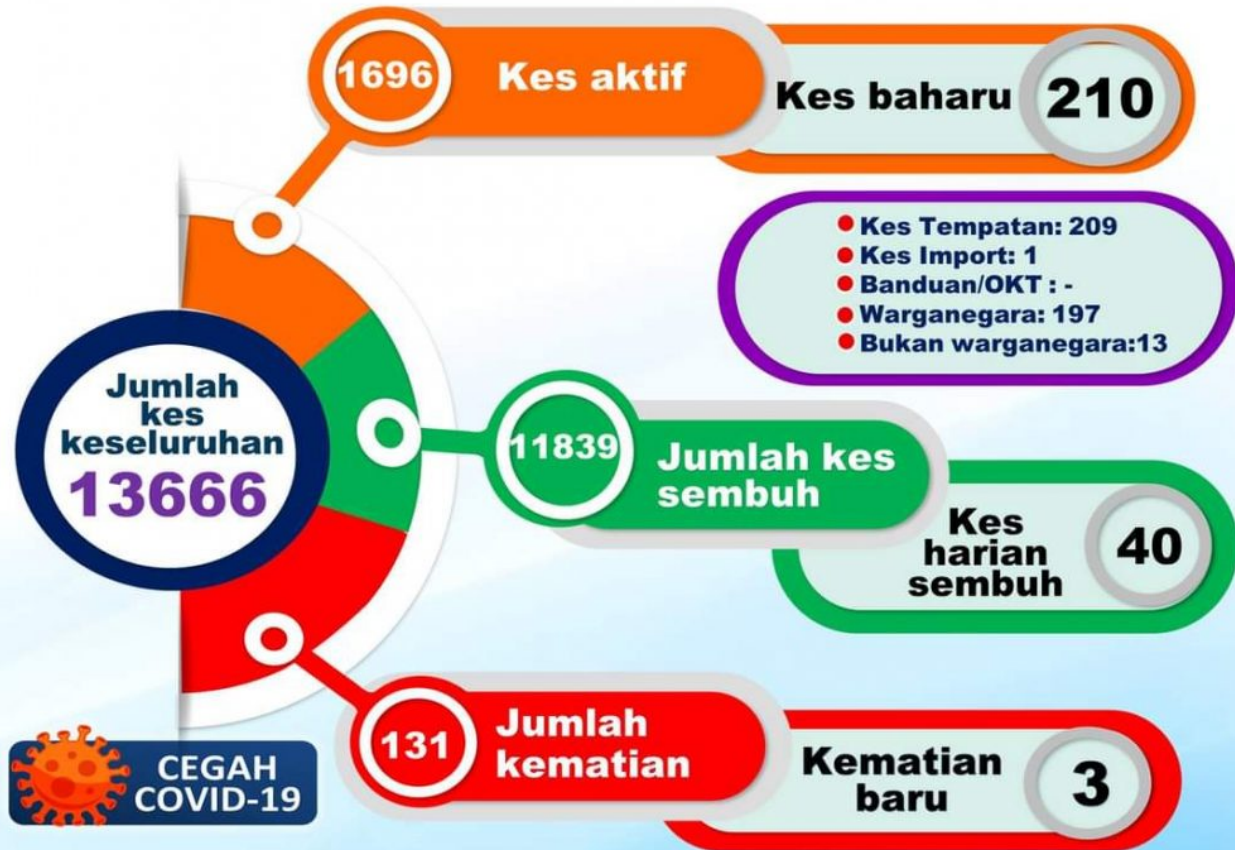 1696
Kes aktif
Kes baharu
210
Kes Tempatan: 209
Kes Import: 1
Banduan/OKT : -
Warganegara: 197
Bukan warganegara:13
Jumlah
kes
keseluruhan
13666
11839
Jumlah kes
sembuh
Kes
harian
sembuh
40
131
Jumlah
kematian
Kematian
baru
3
CEGAH
COVID-19